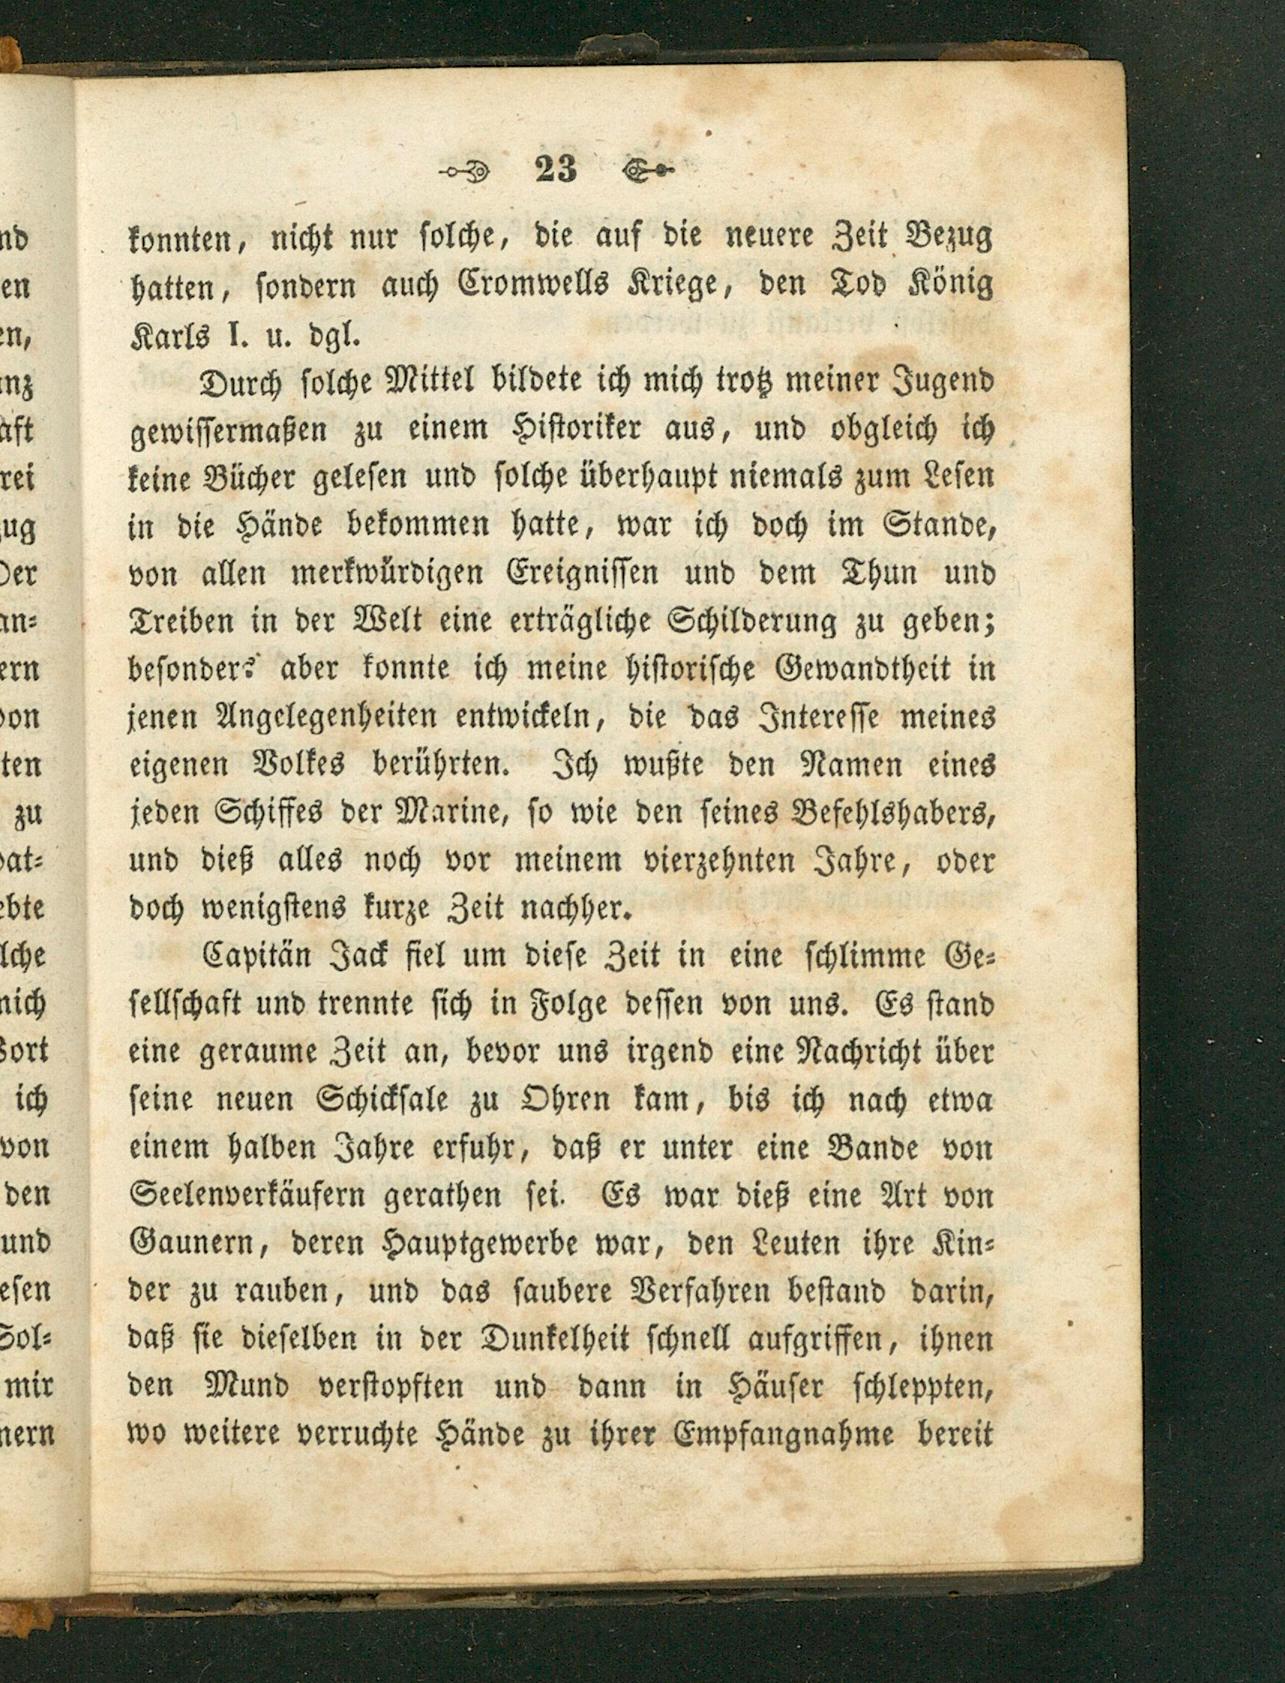 23
konnten, nicht nur solche, die auf die neuere Zeit Bezug
hatten, sondern auch Cromwells Kriege, den Tod König
Karls I. u. dgl.
Durch solche Mittel bildete ich mich trotz meiner Jugend
gewissermaßen zu einem Historiker aus, und obgleich ich
keine Bücher gelesen und solche überhaupt niemals zum Lesen
in die Hände bekommen hatte, war ich doch im Stande,
von allen merkwürdigen Ereignissen und dem Thun und
Treiben in der Welt eine erträgliche Schilderung zu geben;
besonders aber konnte ich meine historische Gewandtheit in
jenen Angelegenheiten entwickeln, die das Interesse meines
eigenen Volkes berührten. Ich wußte den Namen eines
jeden Schiffes der Marine, so wie den seines Befehlshabers,
und dieß alles noch vor meinem vierzehnten Jahre, oder
doch wenigstens kurze Zeit nachher.
Capitän Jack fiel um diese Zeit in eine schlimme Ge-
sellschaft und trennte sich in Folge dessen von uns. Es stand
eine geraume Zeit an, bevor uns irgend eine Nachricht über
seine neuen Schicksale zu Ohren kam, bis ich nach etwa
einem halben Jahre erfuhr, daß er unter eine Bande von
Seelenverkäufern gerathen sei. Es war dieß eine Art von
Gaunern, deren Hauptgewerbe war, den Leuten ihre Kin-
der zu rauben, und das saubere Verfahren bestand darin,
daß sie dieselben in der Dunkelheit schnell aufgriffen, ihnen
den Mund verstopften und dann in Häuser schleppten,
wo weitere verruchte Hände zu ihrer Empfangnahme bereit